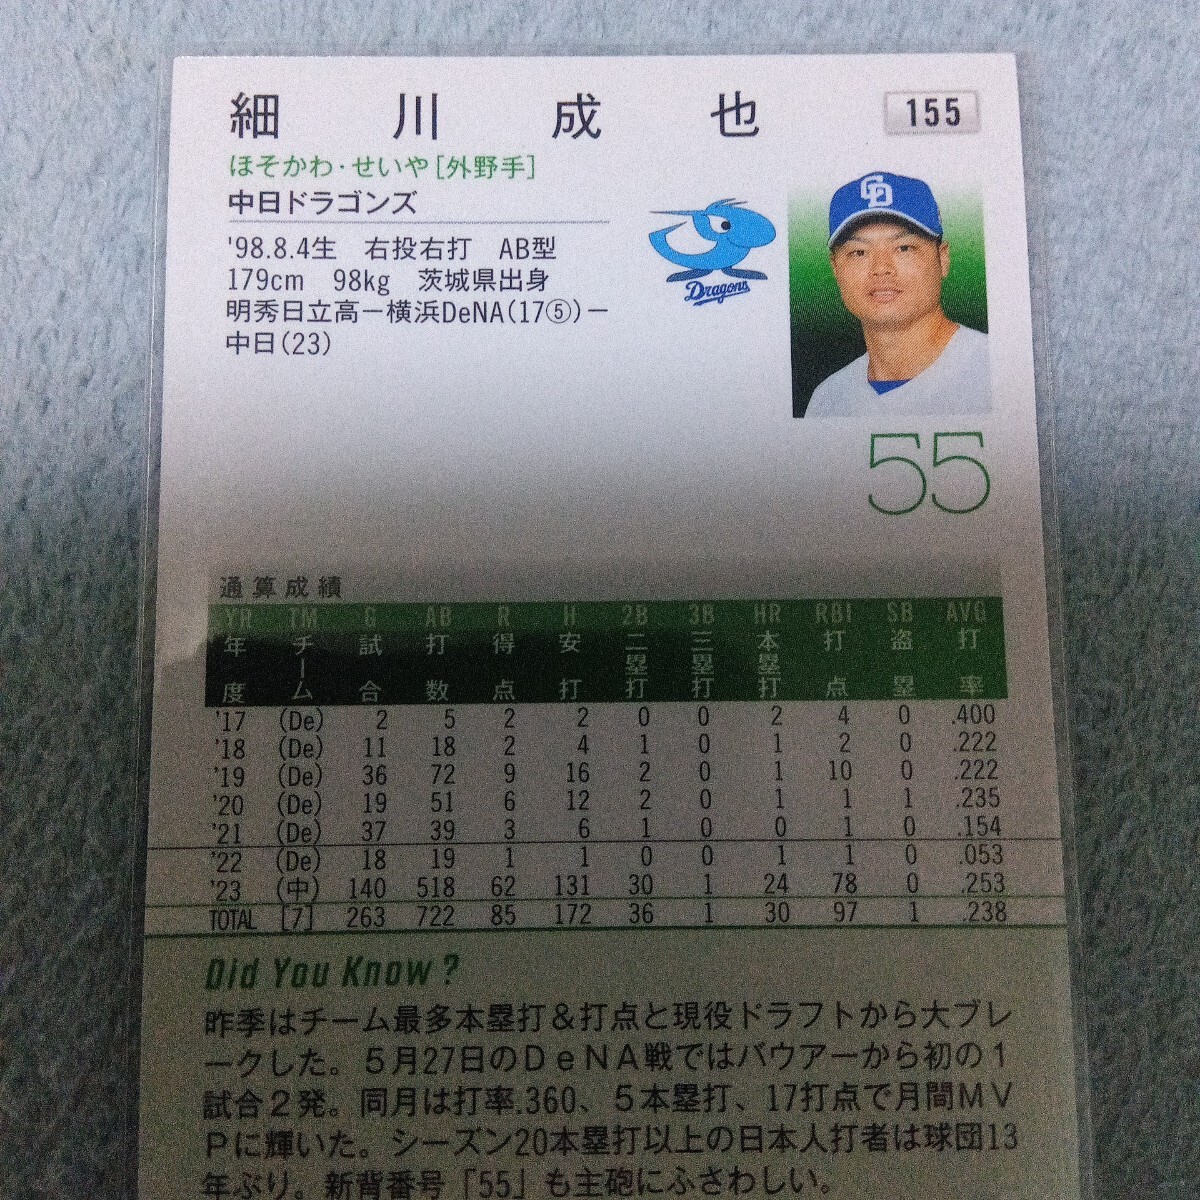 細川成也 155
ほそかわ・せいや[外野手]
中日ドラゴンズ
'98.8.4生 右投右打 AB型
179cm 98kg 茨城県出身
明秀日立高－横浜DeNA(17⑤)－
中日(23)
CD
Dragons
55
通算成績
YR TM G AB R H 2B 3B HR RBI SB AVG
年度 チーム 試合 打数 得点 安打 二塁打 三塁打 本塁打 打点 盗塁 打率
'17 (De) 2 5 2 2 0 0 2 4 0 .400
'18 (De) 11 18 2 4 1 0 1 2 0 .222
'19 (De) 36 72 9 16 2 0 1 10 0 .222
'20 (De) 19 51 6 12 2 0 1 1 1 .235
'21 (De) 37 39 3 6 1 0 0 1 0 .154
'22 (De) 18 19 1 1 0 0 1 1 0 .053
'23 (中) 140 518 62 131 30 1 24 78 0 .253
TOTAL [7] 263 722 85 172 36 1 30 97 1 .238
Did You Know?
昨季はチーム最多本塁打＆打点と現役ドラフトから大ブレ
ークした。５月27日のＤｅＮＡ戦ではバウアーから初の１
試合２発。同月は打率.360、５本塁打、17打点で月間ＭＶ
Ｐに輝いた。シーズン20本塁打以上の日本人打者は球団13
年ぶり。新背番号「55」も主砲にふさわしい。